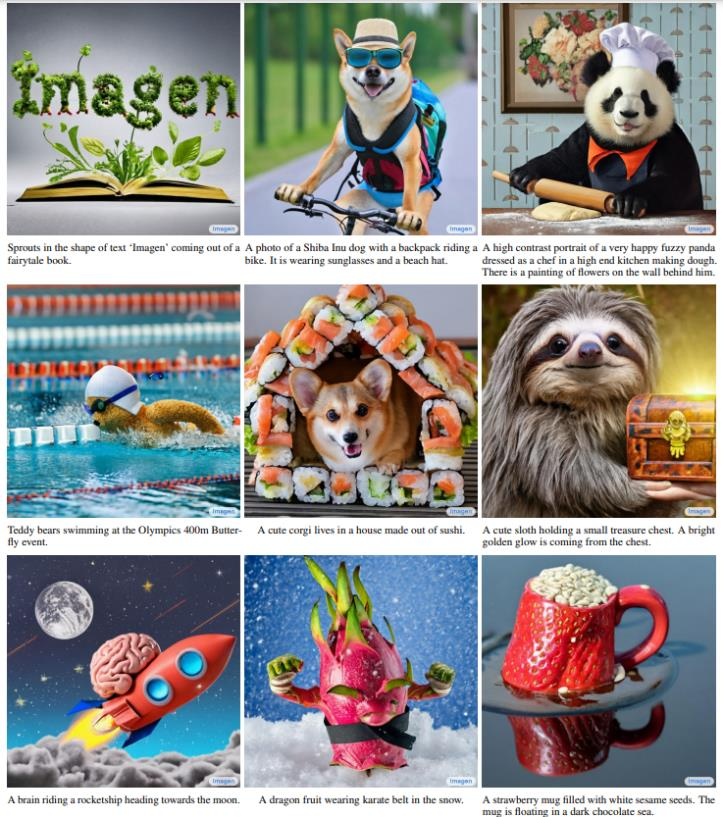 Imagen
Imagen
Imagen
Imagen
Sprouts in the shape of text ‘Imagen’ coming out of a
fairytale book.
A photo of a Shiba Inu dog with a backpack riding a
bike. It is wearing sunglasses and a beach hat.
A high contrast portrait of a very happy fuzzy panda
dressed as a chef in a high end kitchen making dough.
There is a painting of flowers on the wall behind him.
Imagen
Imagen
Imagen
Teddy bears swimming at the Olympics 400m Butter-
fly event.
A cute corgi lives in a house made out of sushi.
A cute sloth holding a small treasure chest. A bright
golden glow is coming from the chest.
Imagen
Imagen
Imagen
A brain riding a rocketship heading towards the moon.
A dragon fruit wearing karate belt in the snow.
A strawberry mug filled with white sesame seeds. The
mug is floating in a dark chocolate sea.